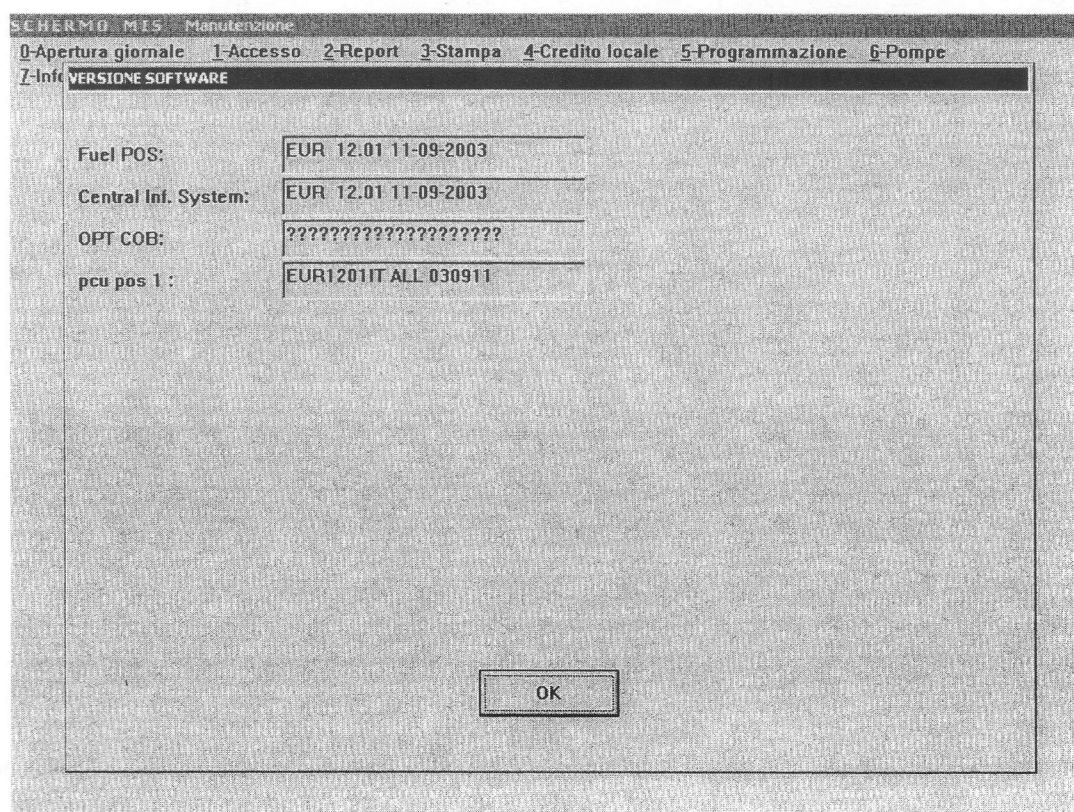 SCHERMO MIS Manutenzione
0-Apertura giornale 1-Accesso 2-Report 3-Stampa 4-Credito locale 5-Programmazione 6-Pompe
7-Info
VERSIONE SOFTWARE
Fuel POS: EUR 12.01 11-09-2003
Central Inf. System: EUR 12.01 11-09-2003
OPT COB: ????????????????????
pcu pos 1 : EUR1201IT ALL 030911
OK